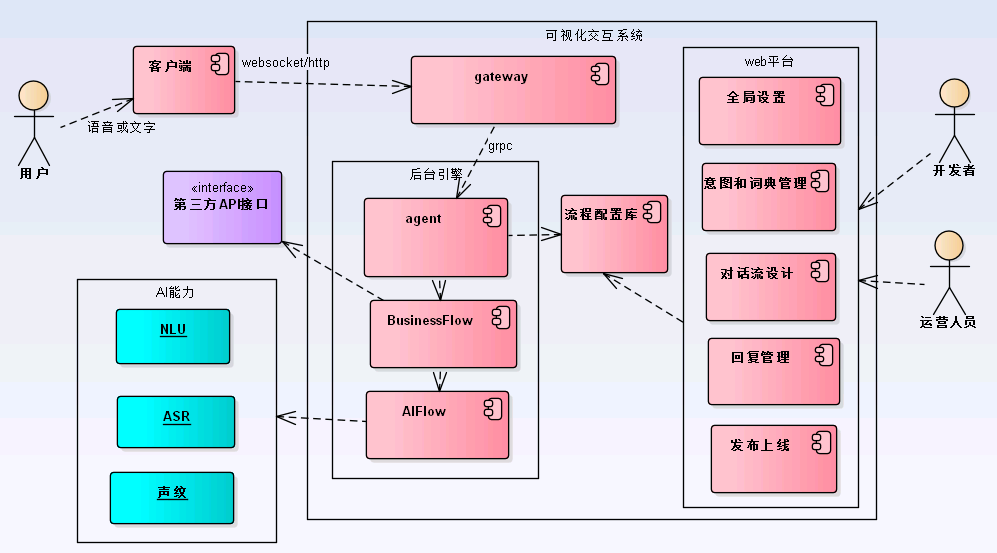 可视化交互系统
客户端
websocket/http
gateway
web平台
全局设置
语音或文字
用户
grpc
后台引擎
«interface»
第三方API接口
agent
流程配置库
意图和词典管理
开发者
对话流设计
运营人员
AI能力
NLU
BusinessFlow
回复管理
ASR
AIFlow
发布上线
声纹